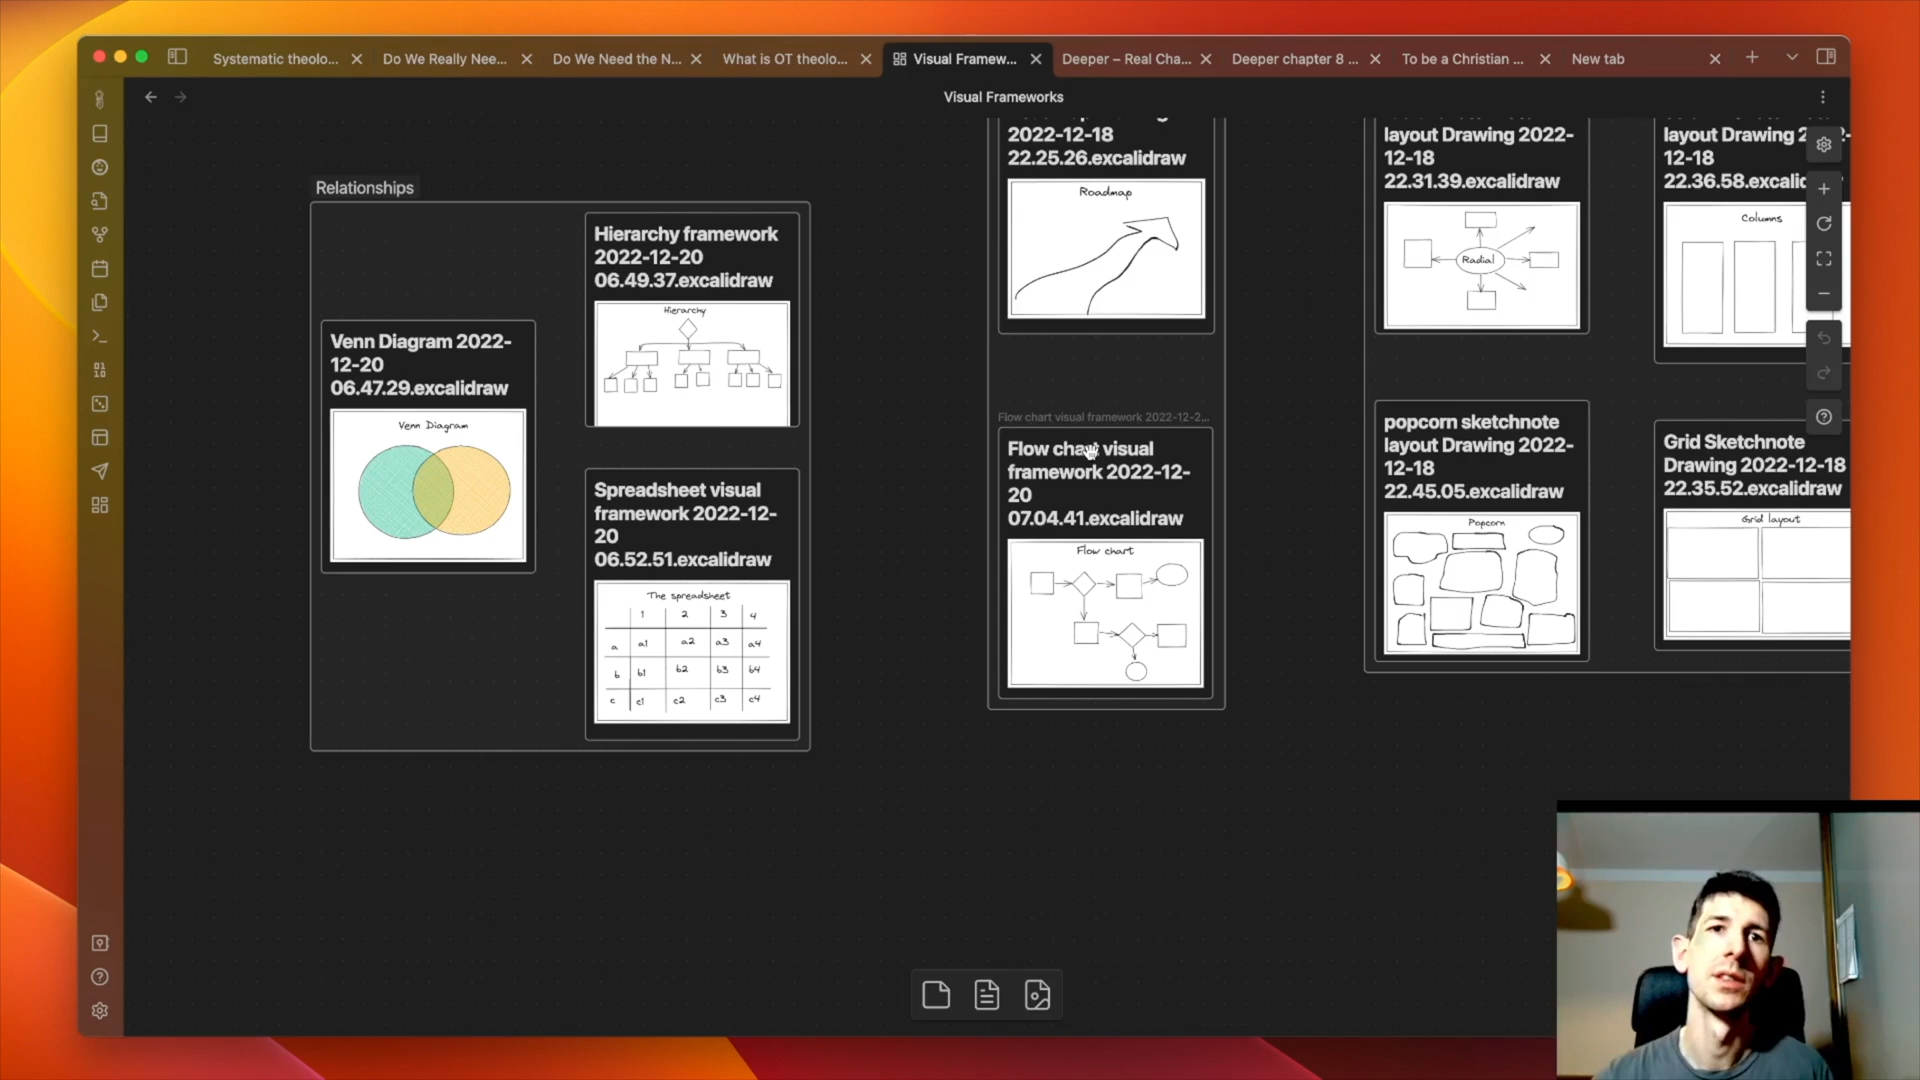 Systematic theolo...
Do We Really Nee...
Do We Need the N...
What is OT theolo...
Visual Framew...
Deeper – Real Cha...
Deeper chapter 8 ...
To be a Christian ...
New tab
Visual Frameworks
Relationships
Hierarchy framework
2022-12-20
06.49.37.excalidraw
Hierarchy
Venn Diagram 2022-
12-20
06.47.29.excalidraw
Venn Diagram
Spreadsheet visual
framework 2022-12-
20
06.52.51.excalidraw
The spreadsheet
1 2 3 4
a a1 a2 a3 a4
b b1 b2 b3 b4
c c1 c2 c3 c4
2022-12-18
22.25.26.excalidraw
Roadmap
Flow chart visual framework 2022-12-2...
Flow chart visual
framework 2022-12-
20
07.04.41.excalidraw
Flow chart
layout Drawing 2022-
12-18
22.31.39.excalidraw
Radial
popcorn sketchnote
layout Drawing 2022-
12-18
22.45.05.excalidraw
Popcorn
layout Drawing 2
12-18
22.36.58.excalid
Columns
Grid Sketchnote
Drawing 2022-12-18
22.35.52.excalidraw
Grid layout